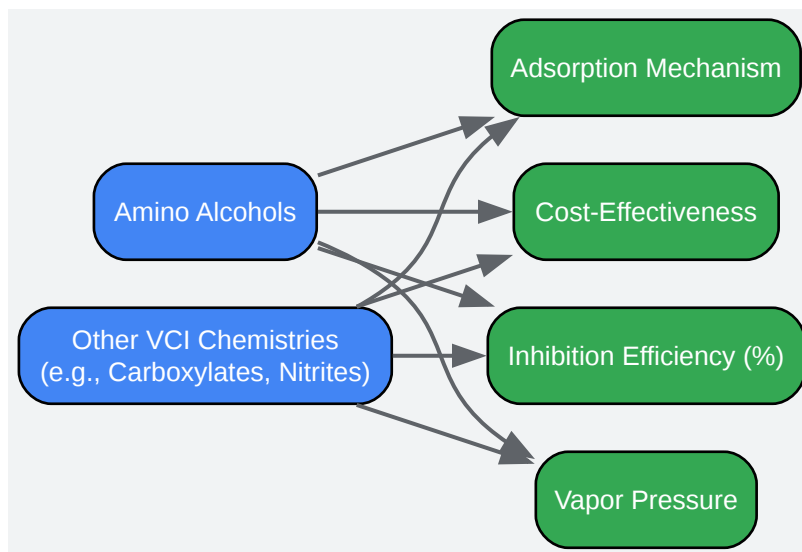 Adsorption Mechanism
Amino Alcohols
Cost-Effectiveness
Other VCI Chemistries
(e.g., Carboxylates, Nitrites)
Inhibition Efficiency (%)
Vapor Pressure